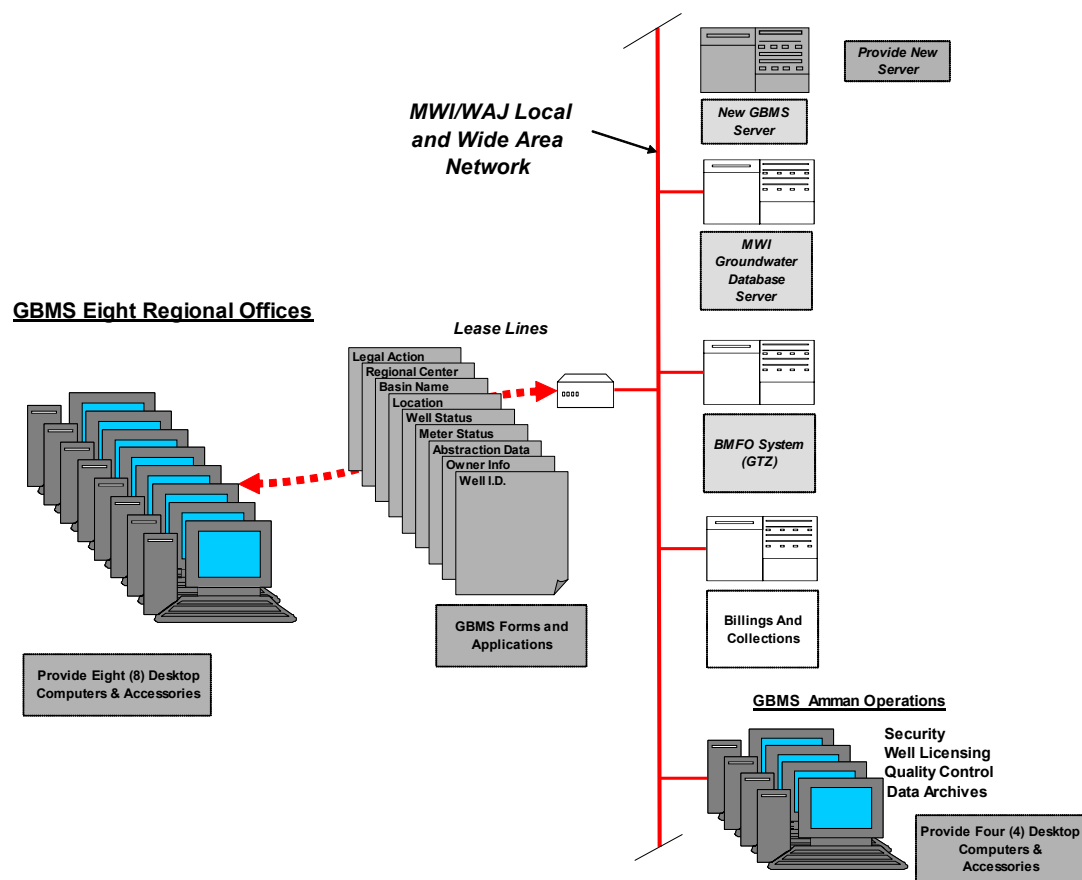 Provide New
Server
New GBMS
Server
MWI/WAJ Local
and Wide Area
Network
MWI
Groundwater
Database
Server
GBMS Eight Regional Offices
Lease Lines
Legal Action
Regional Center
Basin Name
Location
Well Status
Meter Status
Abstraction Data
Owner Info
Well I.D.
BMFO System
(GTZ)
GBMS Forms and
Applications
Billings And
Collections
Provide Eight (8) Desktop
Computers & Accessories
GBMS Amman Operations
Security
Well Licensing
Quality Control
Data Archives
Provide Four (4) Desktop
Computers &
Accessories